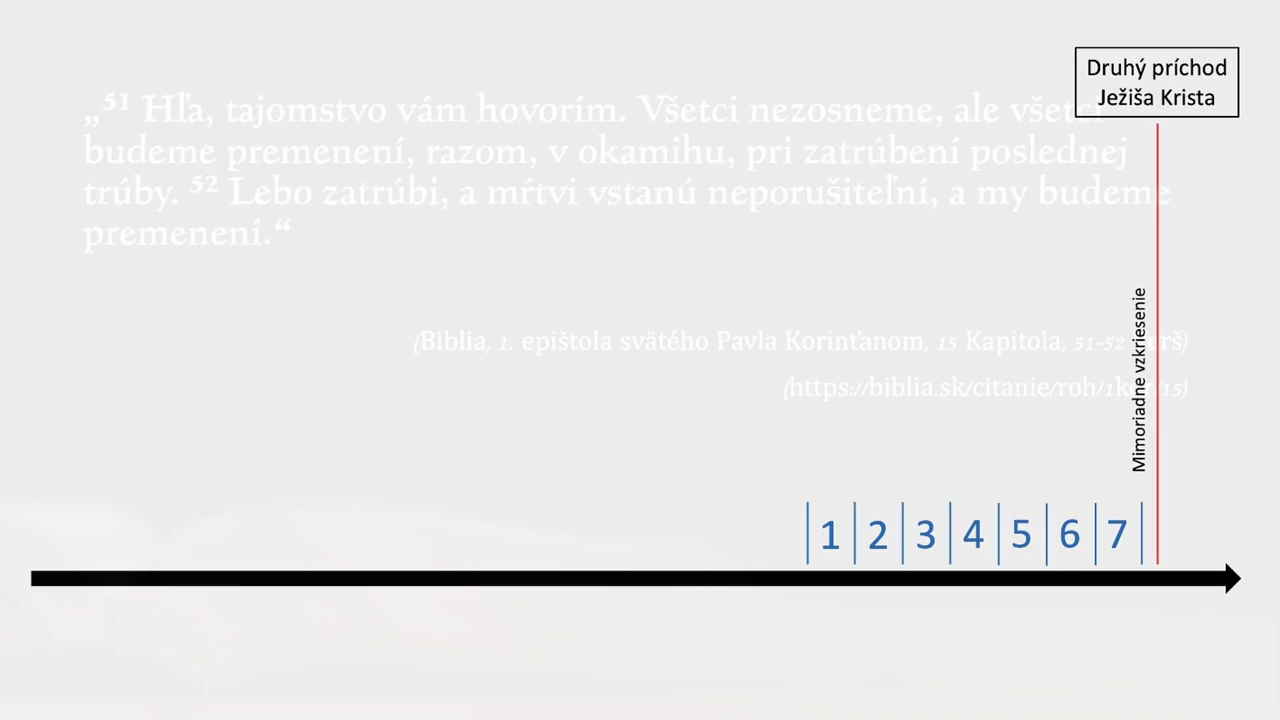 Druhý príchod
Ježiša Krista
„51 Hľa, tajomstvo vám hovorím. Všetci nezosneme, ale všetci
budeme premenení, razom, v okamihu, pri zatrúbení poslednej
trúby. 52 Lebo zatrúbi, a mŕtvi vstanú neporušiteľní, a my budeme
premenení.“
(Biblia, 1. epištola svätého Pavla Korinťanom, 15 Kapitola, 51-52
(https://biblia.sk/citanie/roh/1kor/15)
Mimoriadne vzkriesenie
1 2 3 4 5 6 7